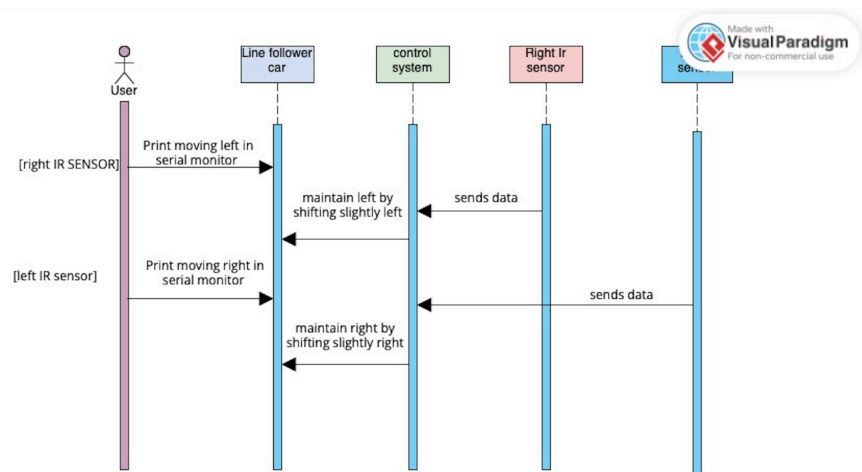 Made with
Visual Paradigm
For non-commercial use
Line follower
car
control
system
Right Ir
sensor
User
[right IR SENSOR]
Print moving left in
serial monitor
maintain left by
shifting slightly left
sends data
[left IR sensor]
Print moving right in
serial monitor
sends data
maintain right by
shifting slightly right